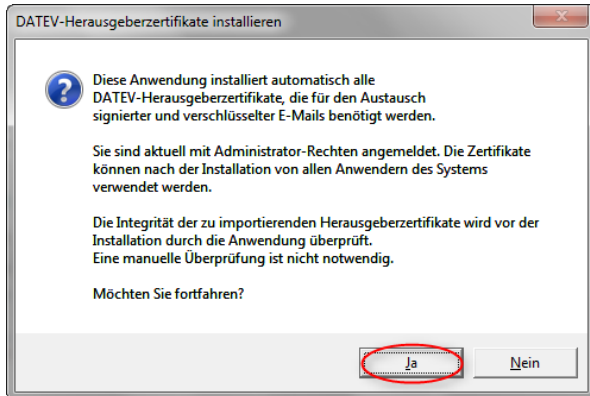 DATEV-Herausgeberzertifikate installieren
Diese Anwendung installiert automatisch alle
DATEV-Herausgeberzertifikate, die für den Austausch
signierter und verschlüsselter E-Mails benötigt werden.
Sie sind aktuell mit Administrator-Rechten angemeldet. Die Zertifikate
können nach der Installation von allen Anwendern des Systems
verwendet werden.
Die Integrität der zu importierenden Herausgeberzertifikate wird vor der
Installation durch die Anwendung überprüft.
Eine manuelle Überprüfung ist nicht notwendig.
Möchten Sie fortfahren?
Ja Nein